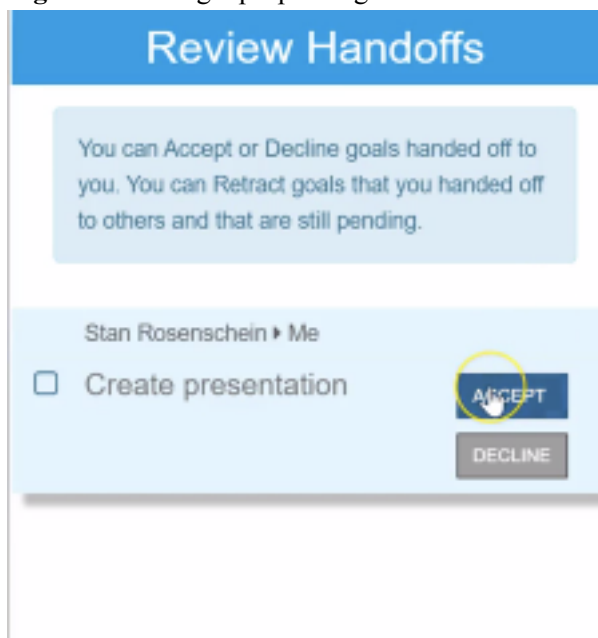 Review Handoffs
You can Accept or Decline goals handed off to
you. You can Retract goals that you handed off
to others and that are still pending.
Stan Rosenschein ▸ Me
Create presentation
ACCEPT
DECLINE